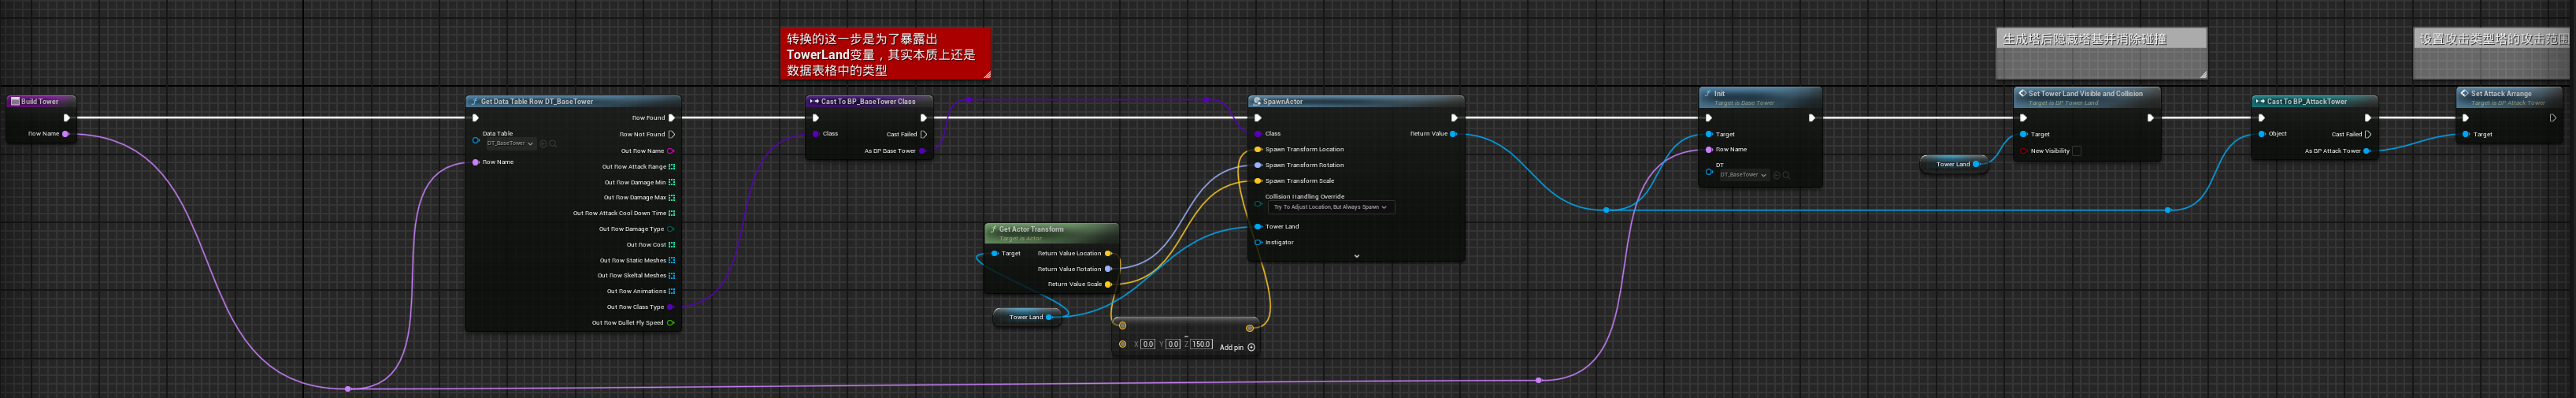 转换的这一步是为了暴露出
TowerLand变量，其实本质上还是
数据表格中的类型
生成塔后隐藏塔基并消除碰撞
设置攻击类型塔的攻击范围
Build Tower
Row Name
Get Data Table Row DT_BaseTower
Row Found
Data Table
DT_BaseTower
Row Not Found
Out Row Name
Row Name
Out Row Attack Range
Out Row Damage Min
Out Row Damage Max
Out Row Attack Cool Down Time
Out Row Damage Type
Out Row Cost
Out Row Static Meshes
Out Row Skeltal Meshes
Out Row Animations
Out Row Class Type
Out Row Bullet Fly Speed
Cast To BP_BaseTower Class
Class
Cast Failed
As BP Base Tower
Get Actor Transform
Target is Actor
Target
Return Value Location
Return Value Rotation
Return Value Scale
Tower Land
X 0.0 Y 0.0 Z 150.0
Add pin
SpawnActor
Class
Return Value
Spawn Transform Location
Spawn Transform Rotation
Spawn Transform Scale
Collision Handling Override
Try To Adjust Location, But Always Spawn
Tower Land
Instigator
Init
Target is Base Tower
Target
Row Name
DT
DT_BaseTower
Tower Land
Set Tower Land Visible and Collision
Target is BP Tower Land
Target
New Visibility
Cast To BP_AttackTower
Object
Cast Failed
As BP Attack Tower
Set Attack Arrange
Target is BP Attack Tower
Target